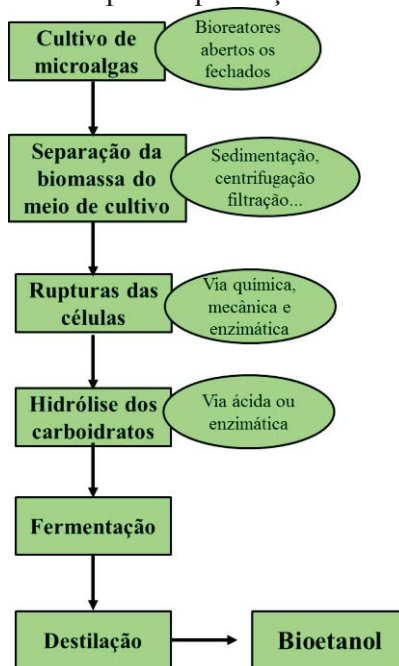 Cultivo de
microalgas
Bioreatores
abertos os
fechados
Separação da
biomassa do
meio de cultivo
Sedimentação,
centrifugação
filtração...
Rupturas das
células
Via química,
mecânica e
enzimática
Hidrólise dos
carboidratos
Via ácida ou
enzimática
Fermentação
Destilação
Bioetanol